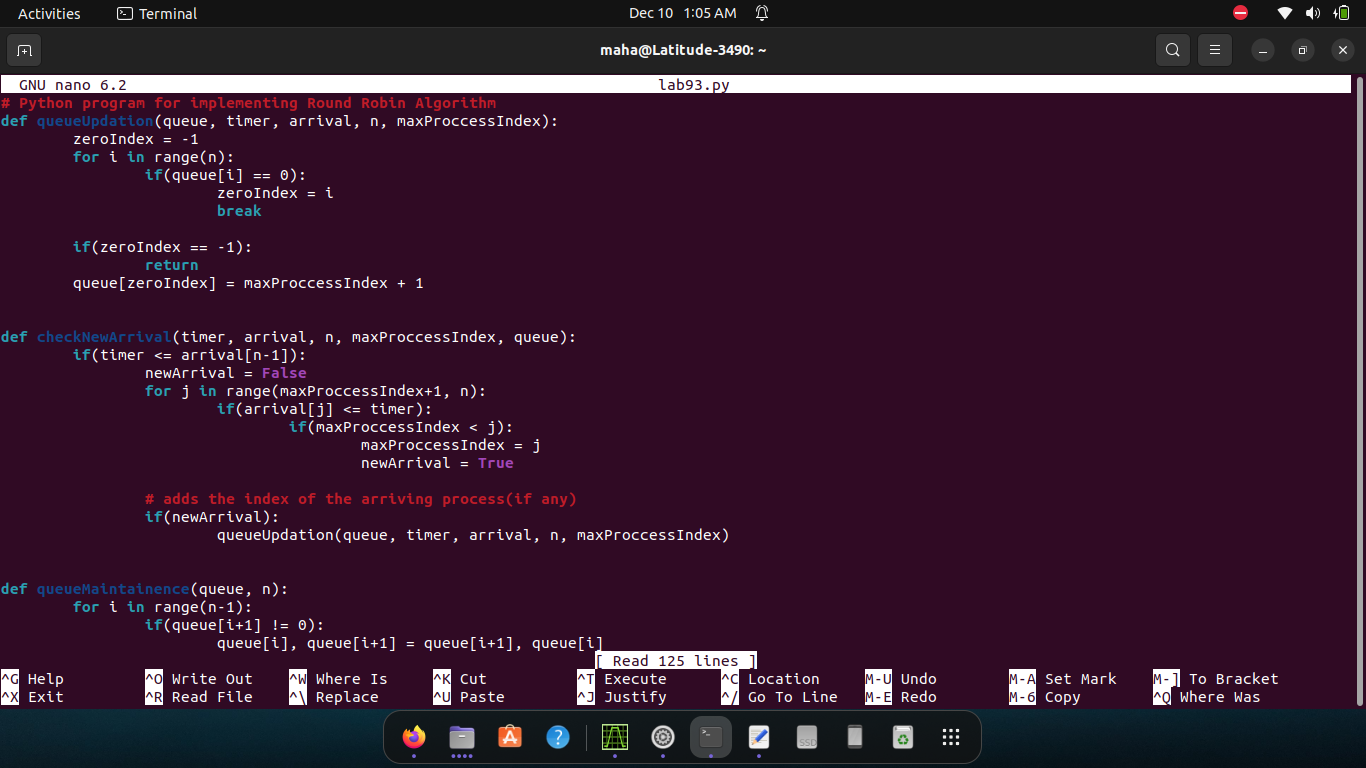 Activities Terminal Dec 10 1:05 AM
maha@Latitude-3490: ~
GNU nano 6.2 lab93.py
# Python program for implementing Round Robin Algorithm
def queueUpdation(queue, timer, arrival, n, maxProccessIndex):
        zeroIndex = -1
        for i in range(n):
                if(queue[i] == 0):
                        zeroIndex = i
                        break

        if(zeroIndex == -1):
                return
        queue[zeroIndex] = maxProccessIndex + 1


def checkNewArrival(timer, arrival, n, maxProccessIndex, queue):
        if(timer <= arrival[n-1]):
                newArrival = False
                for j in range(maxProccessIndex+1, n):
                        if(arrival[j] <= timer):
                                if(maxProccessIndex < j):
                                        maxProccessIndex = j
                                        newArrival = True

                # adds the index of the arriving process(if any)
                if(newArrival):
                        queueUpdation(queue, timer, arrival, n, maxProccessIndex)


def queueMaintainence(queue, n):
        for i in range(n-1):
                if(queue[i+1] != 0):
                        queue[i], queue[i+1] = queue[i+1], queue[i]
[ Read 125 lines ]
^G Help ^O Write Out ^W Where Is ^K Cut ^T Execute ^C Location M-U Undo M-A Set Mark M-] To Bracket
^X Exit ^R Read File ^\ Replace ^U Paste ^J Justify ^/ Go To Line M-E Redo M-6 Copy ^Q Where Was
? >_ SSD